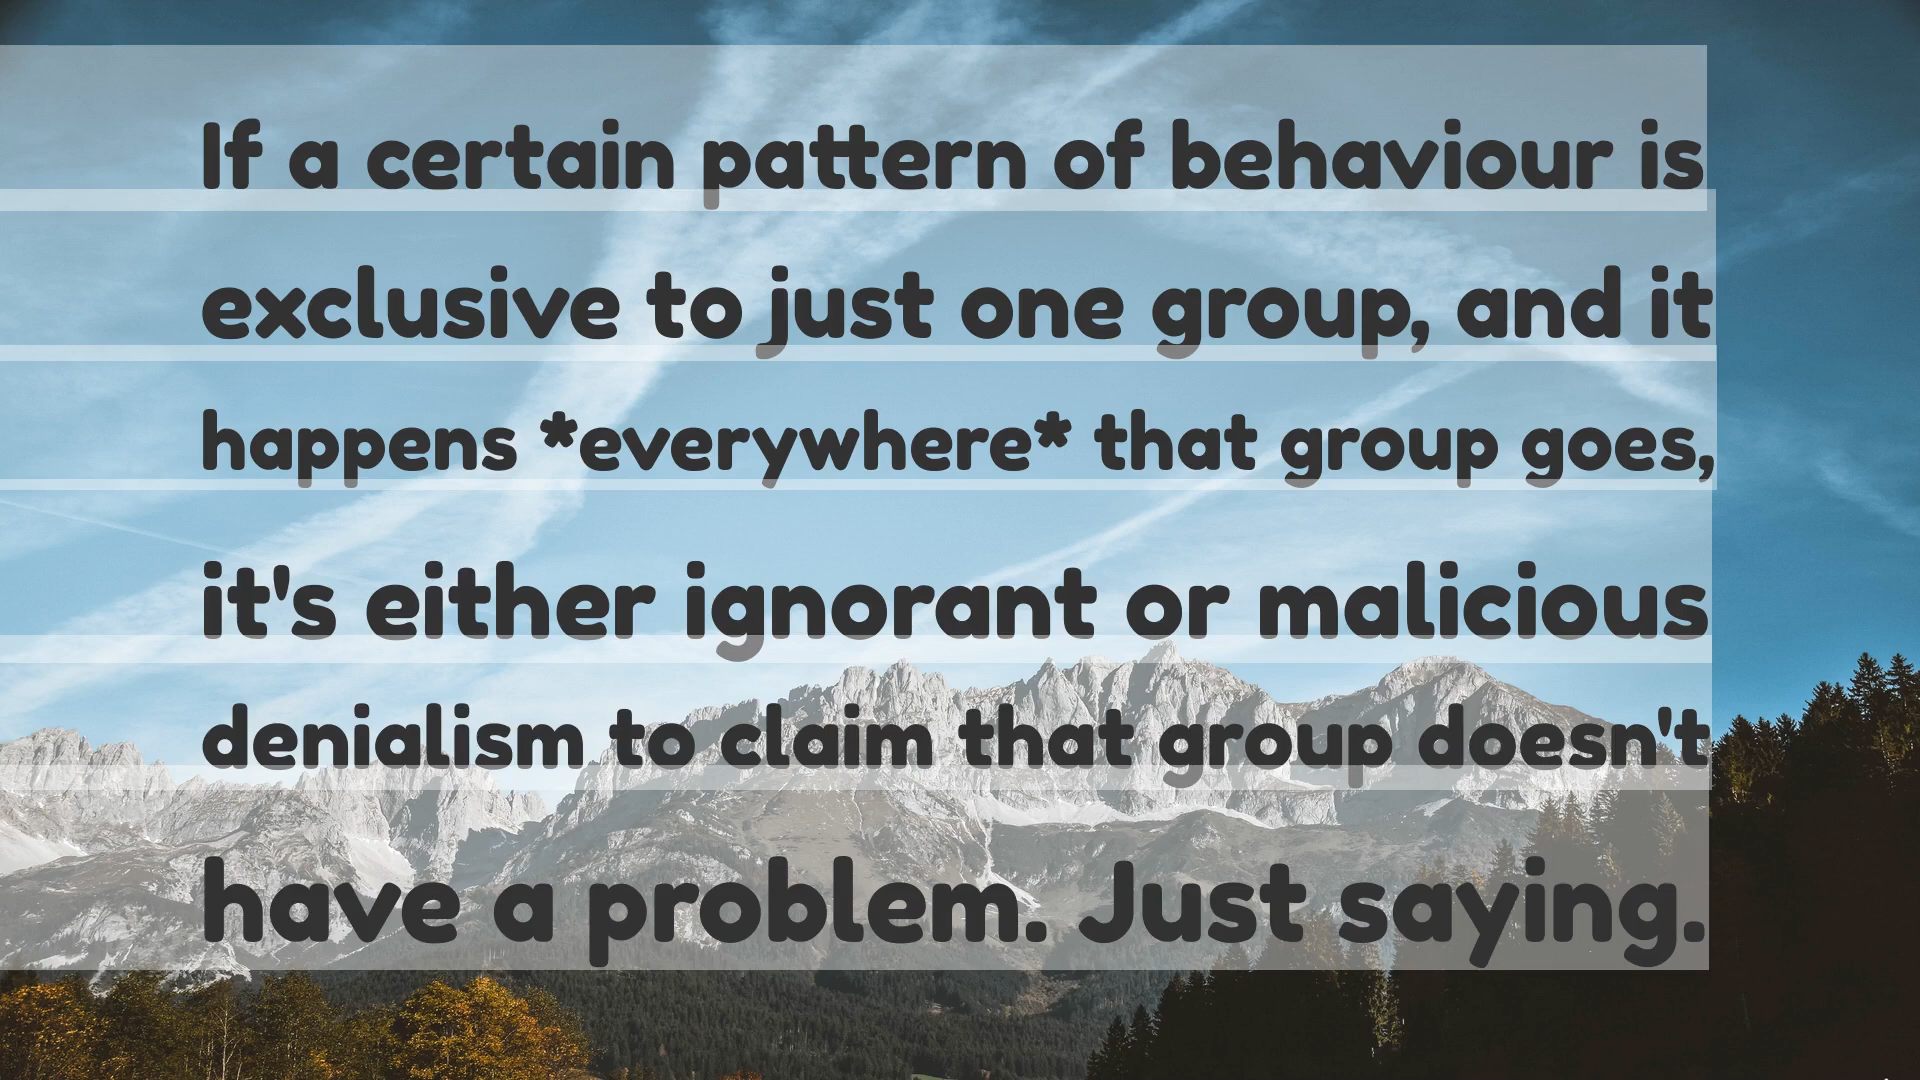 If a certain pattern of behaviour is
exclusive to just one group, and it
happens *everywhere* that group goes,
it's either ignorant or malicious
denialism to claim that group doesn't
have a problem. Just saying.